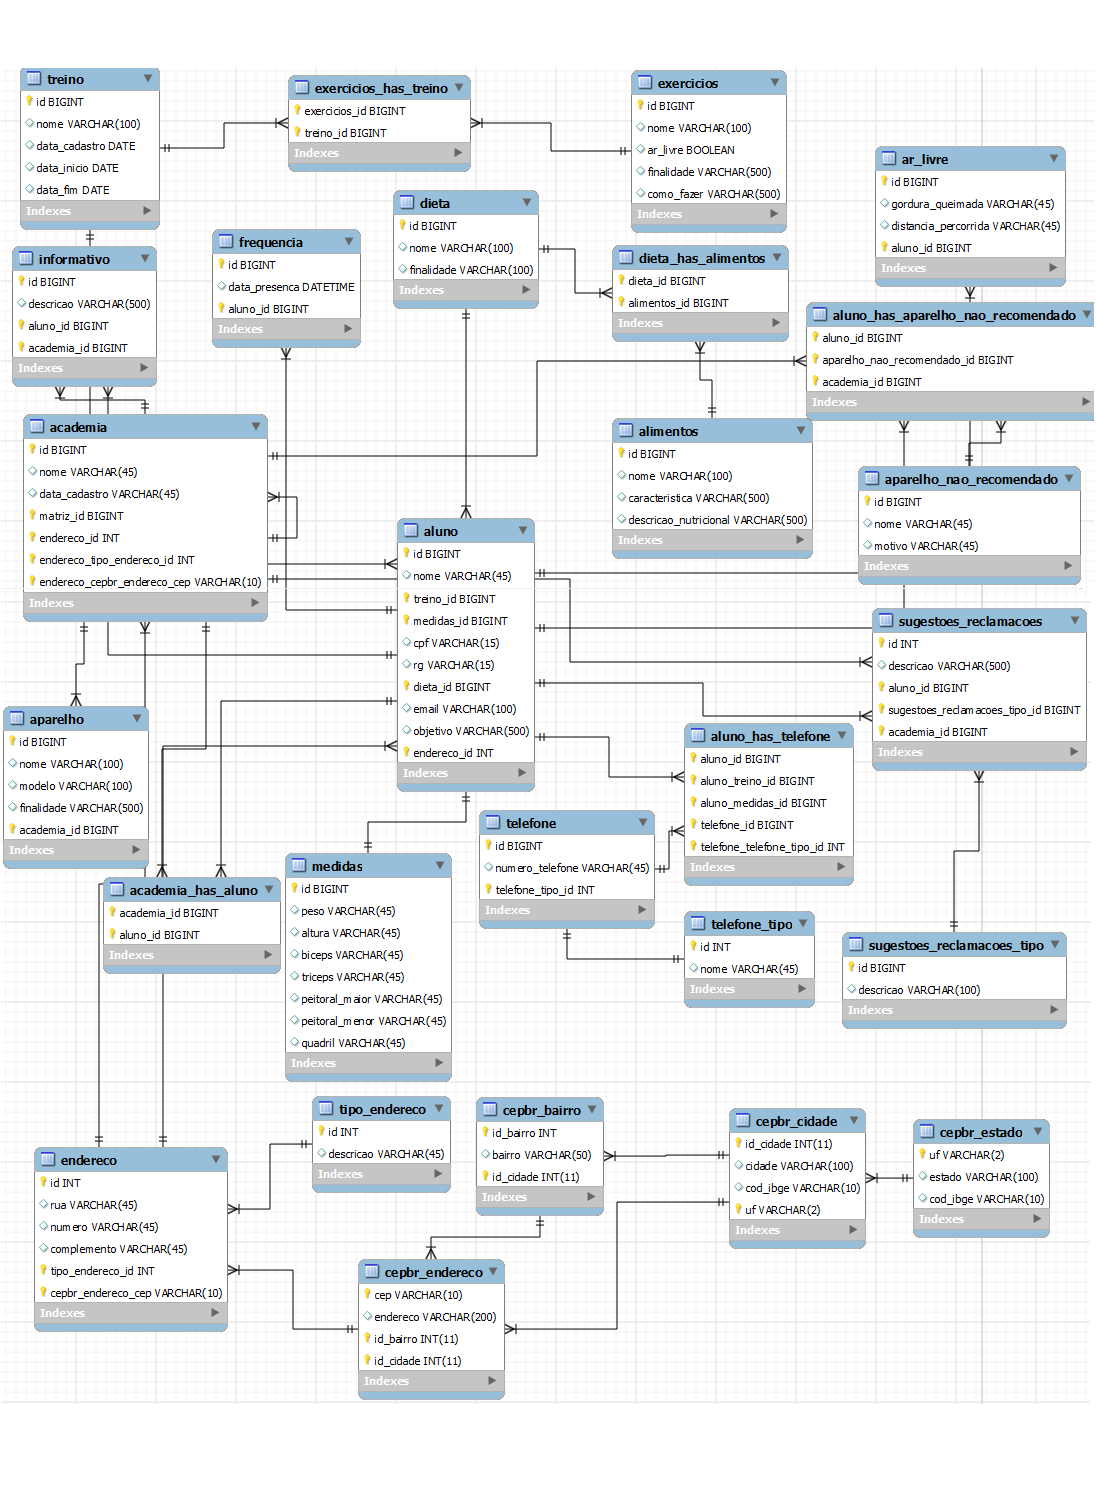 treino
id BIGINT
nome VARCHAR(100)
data_cadastro DATE
data_inicio DATE
data_fim DATE
Indexes
exercicios_has_treino
exercicios_id BIGINT
treino_id BIGINT
Indexes
exercicios
id BIGINT
nome VARCHAR(100)
ar_livre BOOLEAN
finalidade VARCHAR(500)
como_fazer VARCHAR(500)
Indexes
ar_livre
id BIGINT
gordura_queimada VARCHAR(45)
distancia_percorrida VARCHAR(45)
aluno_id BIGINT
Indexes
informativo
id BIGINT
descricao VARCHAR(500)
aluno_id BIGINT
academia_id BIGINT
Indexes
frequencia
id BIGINT
data_presenca DATETIME
aluno_id BIGINT
Indexes
dieta
id BIGINT
nome VARCHAR(100)
finalidade VARCHAR(100)
Indexes
dieta_has_alimentos
dieta_id BIGINT
alimentos_id BIGINT
Indexes
aluno_has_aparelho_nao_recomendado
aluno_id BIGINT
aparelho_nao_recomendado_id BIGINT
academia_id BIGINT
Indexes
academia
id BIGINT
nome VARCHAR(45)
data_cadastro VARCHAR(45)
matriz_id BIGINT
endereco_id INT
endereco_tipo_endereco_id INT
endereco_cepbr_endereco_cep VARCHAR(10)
Indexes
alimentos
id BIGINT
nome VARCHAR(100)
caracteristica VARCHAR(500)
descricao_nutricional VARCHAR(500)
Indexes
aparelho_nao_recomendado
id BIGINT
nome VARCHAR(45)
motivo VARCHAR(45)
Indexes
aluno
id BIGINT
nome VARCHAR(45)
treino_id BIGINT
medidas_id BIGINT
cpf VARCHAR(15)
rg VARCHAR(15)
dieta_id BIGINT
email VARCHAR(100)
objetivo VARCHAR(500)
endereco_id INT
Indexes
sugestoes_reclamacoes
id INT
descricao VARCHAR(500)
aluno_id BIGINT
sugestoes_reclamacoes_tipo_id BIGINT
academia_id BIGINT
Indexes
aparelho
id BIGINT
nome VARCHAR(100)
modelo VARCHAR(100)
finalidade VARCHAR(500)
academia_id BIGINT
Indexes
aluno_has_telefone
aluno_id BIGINT
aluno_treino_id BIGINT
aluno_medidas_id BIGINT
telefone_id BIGINT
telefone_telefone_tipo_id INT
Indexes
telefone
id BIGINT
numero_telefone VARCHAR(45)
telefone_tipo_id INT
Indexes
medidas
id BIGINT
peso VARCHAR(45)
altura VARCHAR(45)
biceps VARCHAR(45)
triceps VARCHAR(45)
peitoral_maior VARCHAR(45)
peitoral_menor VARCHAR(45)
quadril VARCHAR(45)
Indexes
academia_has_aluno
academia_id BIGINT
aluno_id BIGINT
Indexes
telefone_tipo
id INT
nome VARCHAR(45)
Indexes
sugestoes_reclamacoes_tipo
id BIGINT
descricao VARCHAR(100)
Indexes
tipo_endereco
id INT
descricao VARCHAR(45)
Indexes
cepbr_bairro
id_bairro INT
bairro VARCHAR(50)
id_cidade INT(11)
Indexes
cepbr_cidade
id_cidade INT(11)
cidade VARCHAR(100)
cod_ibge VARCHAR(10)
uf VARCHAR(2)
Indexes
cepbr_estado
uf VARCHAR(2)
estado VARCHAR(100)
cod_ibge VARCHAR(10)
Indexes
endereco
id INT
rua VARCHAR(45)
numero VARCHAR(45)
complemento VARCHAR(45)
tipo_endereco_id INT
cepbr_endereco_cep VARCHAR(10)
Indexes
cepbr_endereco
cep VARCHAR(10)
endereco VARCHAR(200)
id_bairro INT(11)
id_cidade INT(11)
Indexes